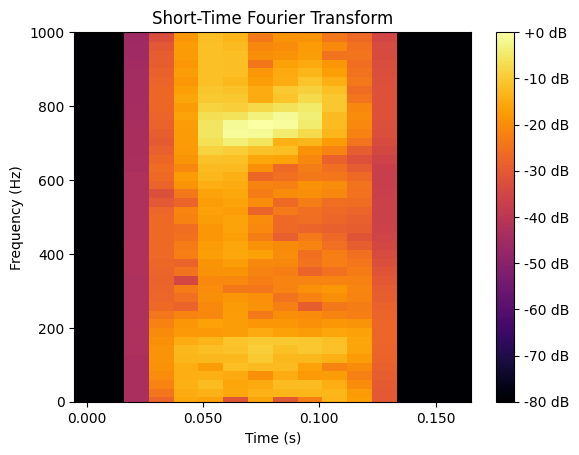 Short-Time Fourier Transform
1000
800
600
400
200
0
Frequency (Hz)
0.000
0.050
0.100
0.150
Time (s)
+0 dB
-10 dB
-20 dB
-30 dB
-40 dB
-50 dB
-60 dB
-70 dB
-80 dB